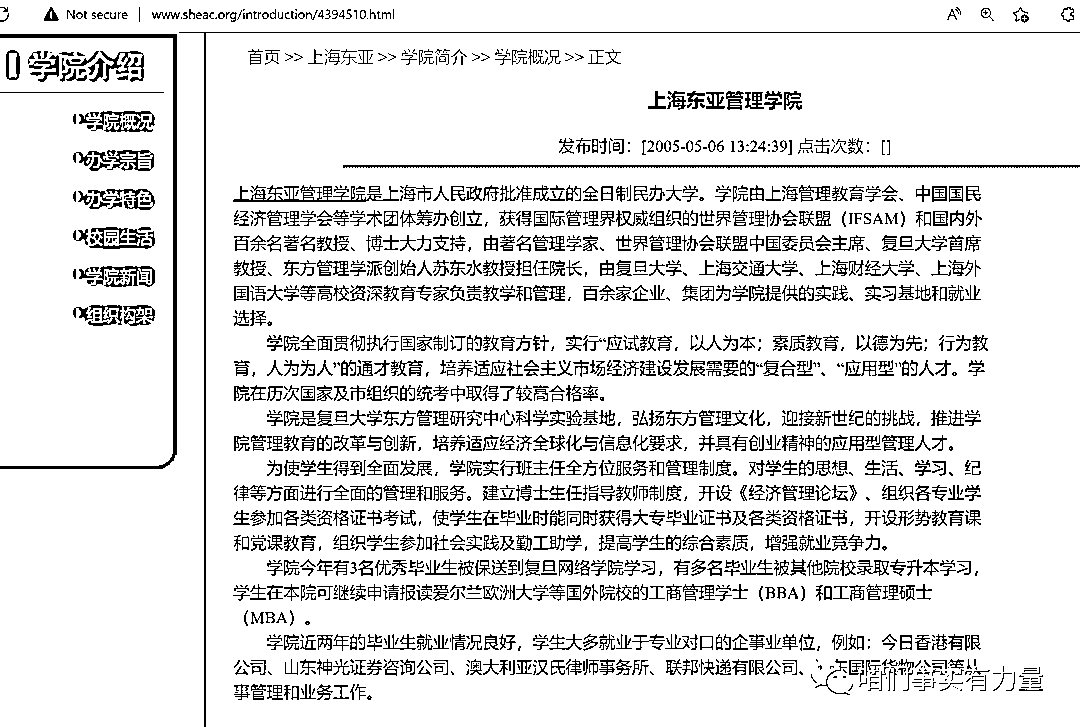 Not secure www.sheac.org/introduction/4394510.html
学院介绍
学院概况
办学宗旨
办学特色
校园生活
学院新闻
组织构架
首页 >> 上海东亚 >> 学院简介 >> 学院概况 >> 正文
上海东亚管理学院
发布时间：[2005-05-06 13:24:39] 点击次数：[]
上海东亚管理学院是上海市人民政府批准成立的全日制民办大学。学院由上海管理教育学会、中国国民
经济管理学会等学术团体筹办创立，获得国际管理界权威组织的世界管理协会联盟（IFSAM）和国内外
百余名著名教授、博士大力支持，由著名管理学家、世界管理协会联盟中国委员会主席、复旦大学首席
教授、东方管理学派创始人苏东水教授担任院长，由复旦大学、上海交通大学、上海财经大学、上海外
国语大学等高校资深教育专家负责教学和管理，百余家企业、集团为学院提供的实践、实习基地和就业
选择。
学院全面贯彻执行国家制订的教育方针，实行“应试教育，以人为本；素质教育，以德为先；行为教
育，人为为人”的通才教育，培养适应社会主义市场经济建设发展需要的“复合型”、“应用型”的人才。学
院在历次国家及市组织的统考中取得了较高合格率。
学院是复旦大学东方管理研究中心科学实验基地，弘扬东方管理文化，迎接新世纪的挑战，推进学
院管理教育的改革与创新，培养适应经济全球化与信息化要求，并具有创业精神的应用型管理人才。
为使学生得到全面发展，学院实行班主任全方位服务和管理制度。对学生的思想、生活、学习、纪
律等方面进行全面的管理和服务。建立博士生任指导教师制度，开设《经济管理论坛》、组织各专业学
生参加各类资格证书考试，使学生在毕业时能同时获得大专毕业证书及各类资格证书，开设形势教育课
和党课教育，组织学生参加社会实践及勤工助学，提高学生的综合素质，增强就业竞争力。
学院今年有3名优秀毕业生被保送到复旦网络学院学习，有多名毕业生被其他院校录取专升本学习，
学生在本院可继续申请报读爱尔兰欧洲大学等国外院校的工商管理学士（BBA）和工商管理硕士
（MBA）。
学院近两年的毕业生就业情况良好，学生大多就业于专业对口的企事业单位，例如：今日香港有限
公司、山东神光证券咨询公司、澳大利亚汉氏律师事务所、联邦快递有限公司、国际货物公司等从
事管理和业务工作。
咱们事实有力量